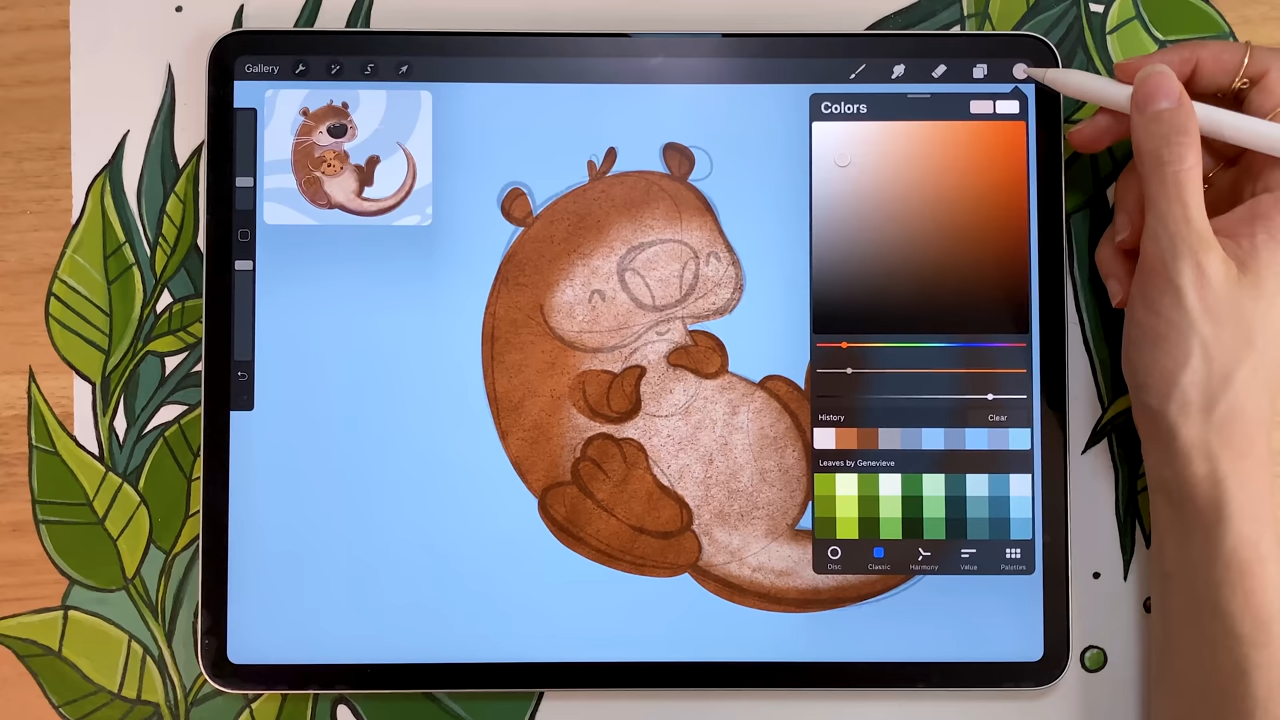 Gallery
Colors
History
Clear
Leaves by Genevieve
Disc
Classic
Harmony
Value
Palettes